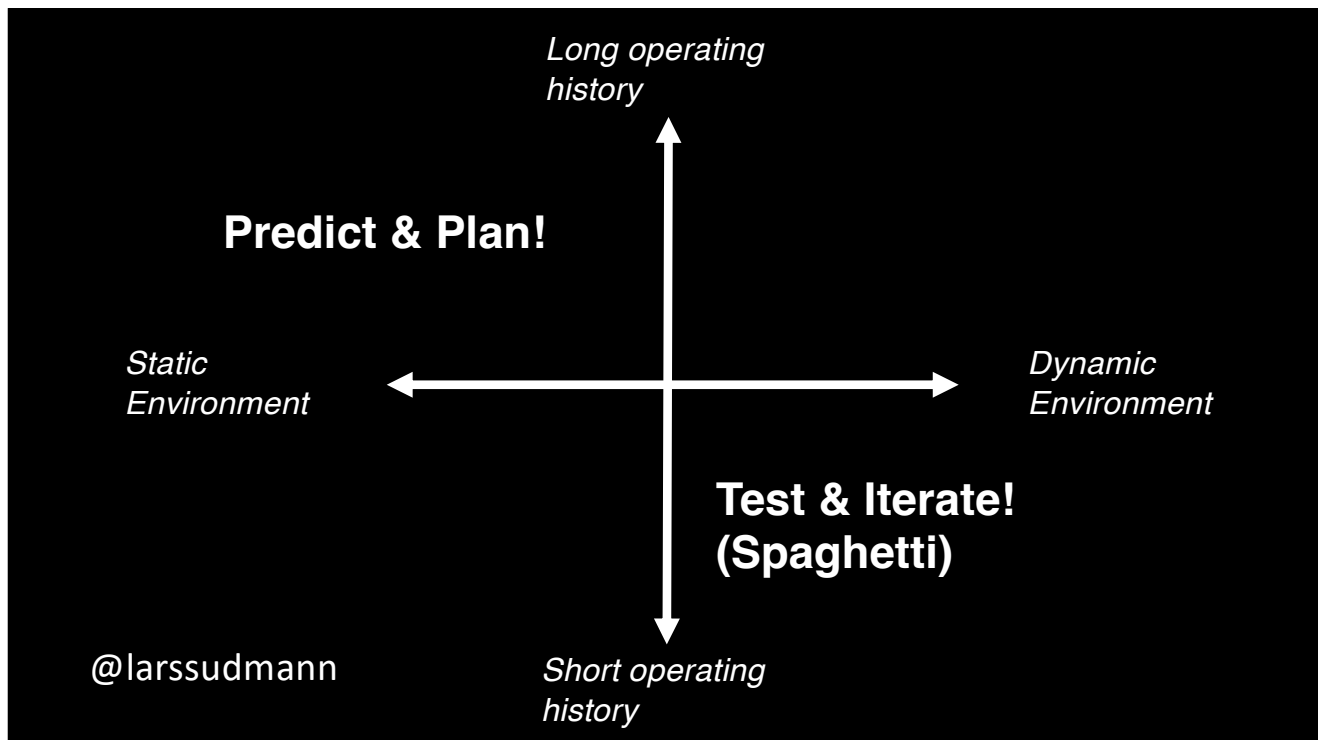 Long operating
history
Predict & Plan!
Static
Environment
Dynamic
Environment
Test & Iterate!
(Spaghetti)
@larssudmann
Short operating
history